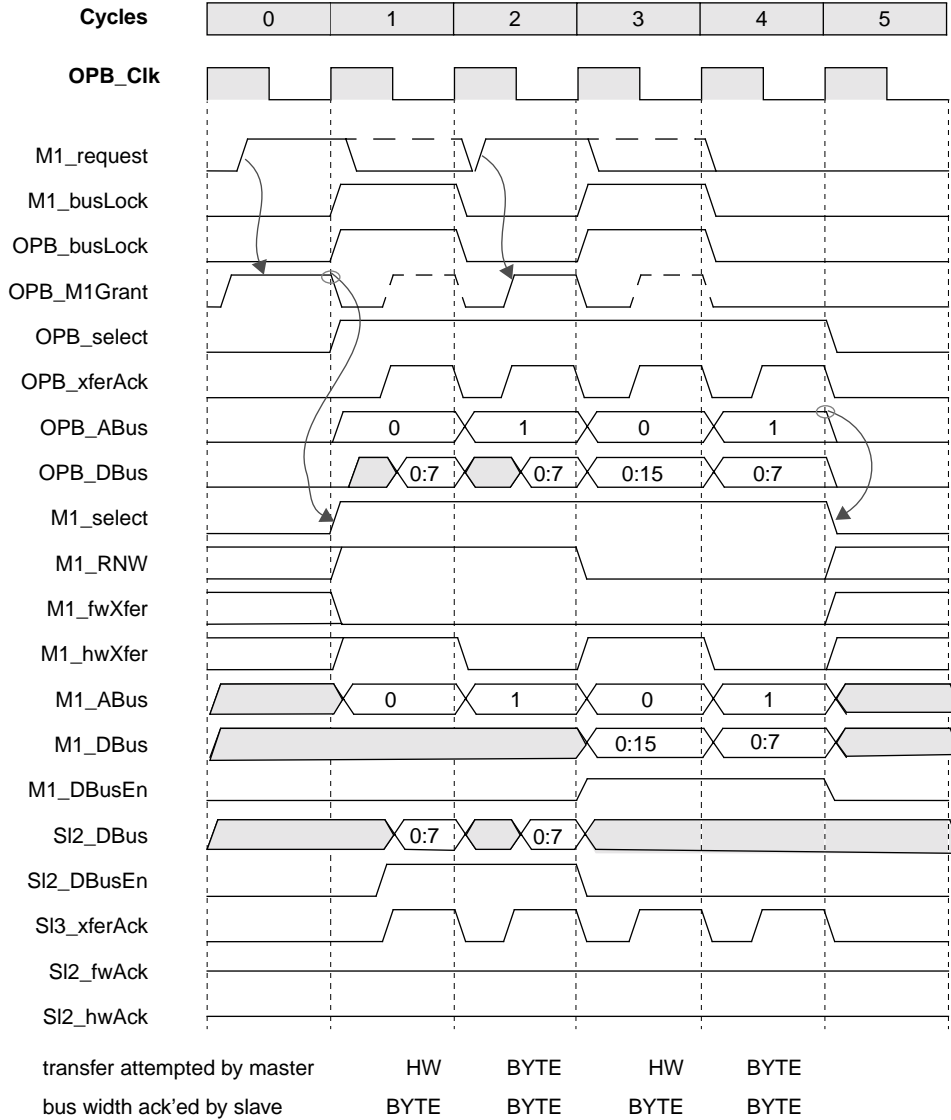 Cycles 0 1 2 3 4 5
OPB_Clk
M1_request
M1_busLock
OPB_busLock
OPB_M1Grant
OPB_select
OPB_xferAck
OPB_ABus 0 1 0 1
OPB_DBus 0:7 0:7 0:15 0:7
M1_select
M1_RNW
M1_fwXfer
M1_hwXfer
M1_ABus 0 1 0 1
M1_DBus 0:15 0:7
M1_DBusEn
Sl2_DBus 0:7 0:7
Sl2_DBusEn
Sl3_xferAck
Sl2_fwAck
Sl2_hwAck
transfer attempted by master HW BYTE HW BYTE
bus width ack'ed by slave BYTE BYTE BYTE BYTE